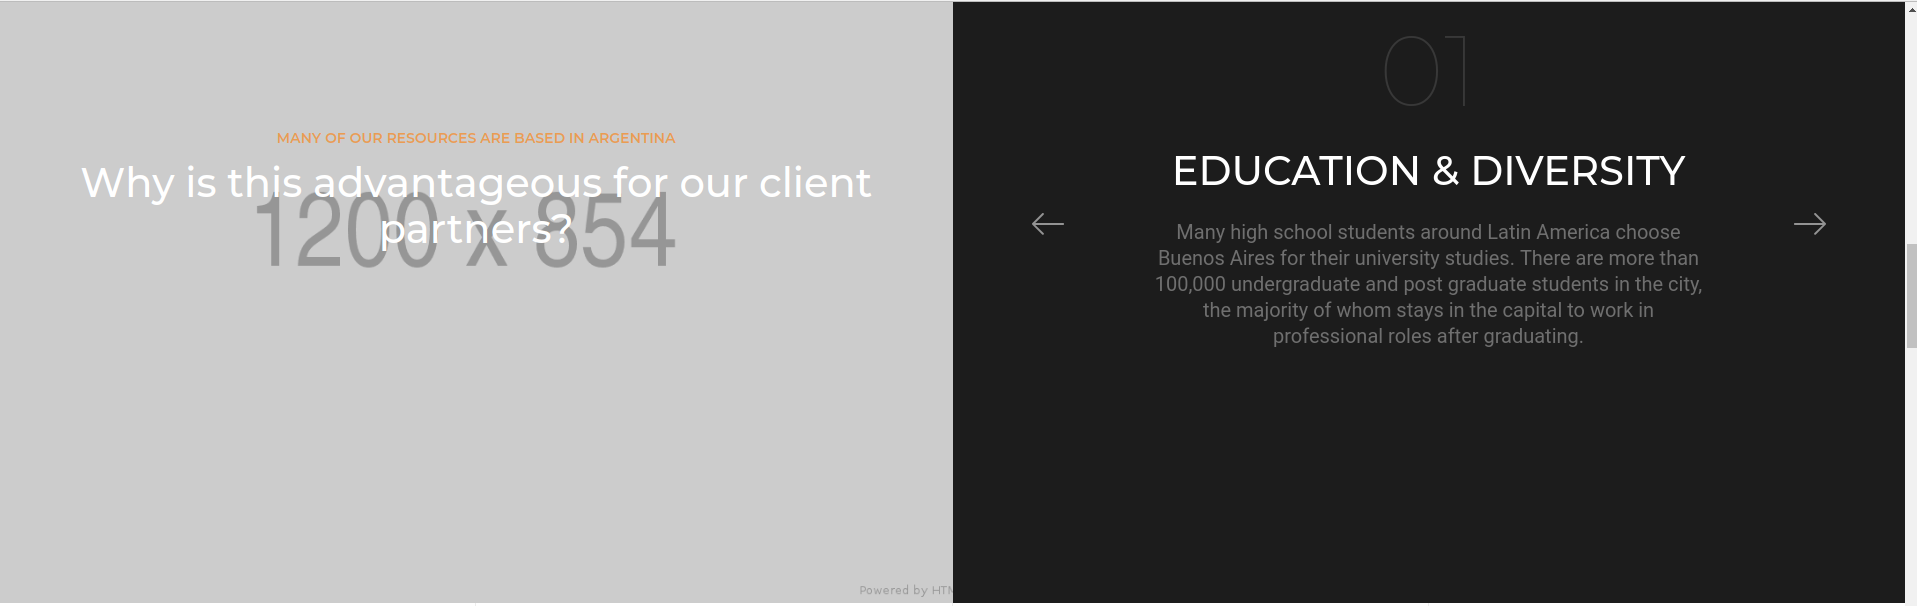 MANY OF OUR RESOURCES ARE BASED IN ARGENTINA
Why is this advantageous for our client
partners?
1200 x 854
Powered by HTM
01
EDUCATION & DIVERSITY
Many high school students around Latin America choose
Buenos Aires for their university studies. There are more than
100,000 undergraduate and post graduate students in the city,
the majority of whom stays in the capital to work in
professional roles after graduating.